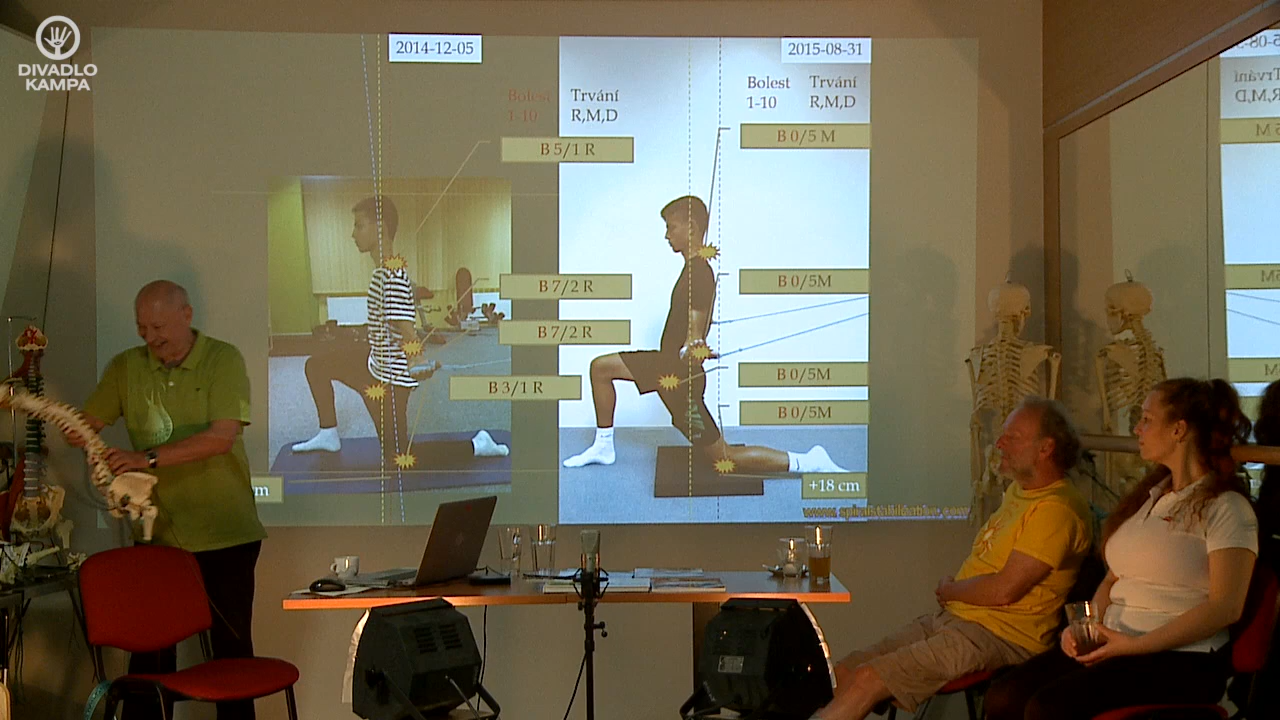 DIVADLO
KAMPA
2014-12-05
Bolest
1-10
Trvání
R,M,D
B 5/1 R
B 7/2 R
B 7/2 R
B 3/1 R
cm
2015-08-31
Bolest
1-10
Trvání
R,M,D
B 0/5 M
B 0/5M
B 0/5M
B 0/5M
+18 cm